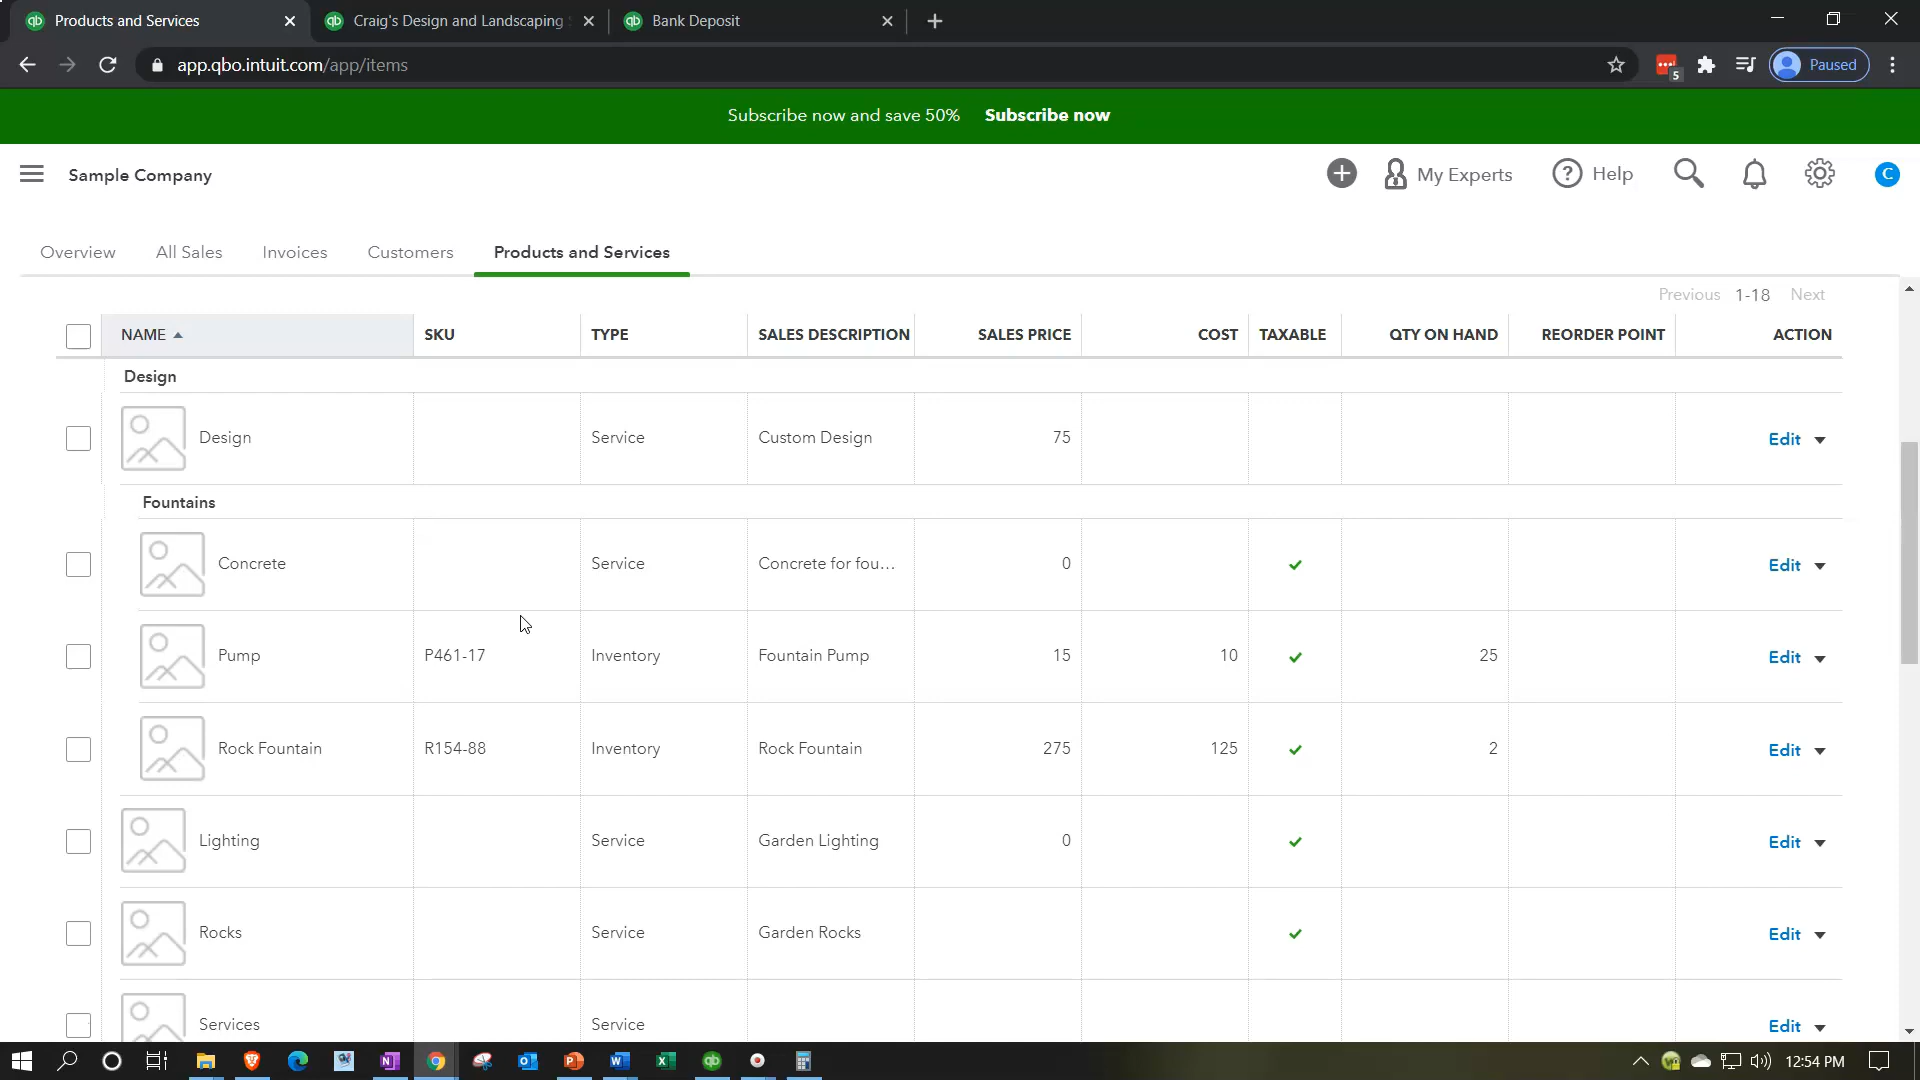 Products and Services
Craig's Design and Landscaping
Bank Deposit
app.qbo.intuit.com/app/items
5
Paused
Subscribe now and save 50% Subscribe now
Sample Company
My Experts
Help
C
Overview
All Sales
Invoices
Customers
Products and Services
Previous 1-18 Next
NAME SKU TYPE SALES DESCRIPTION SALES PRICE COST TAXABLE QTY ON HAND REORDER POINT ACTION
Design
Design Service Custom Design 75 Edit
Fountains
Concrete Service Concrete for fou... 0 Edit
Pump P461-17 Inventory Fountain Pump 15 10 25 Edit
Rock Fountain R154-88 Inventory Rock Fountain 275 125 2 Edit
Lighting Service Garden Lighting 0 Edit
Rocks Service Garden Rocks Edit
Services Service Edit
12:54 PM